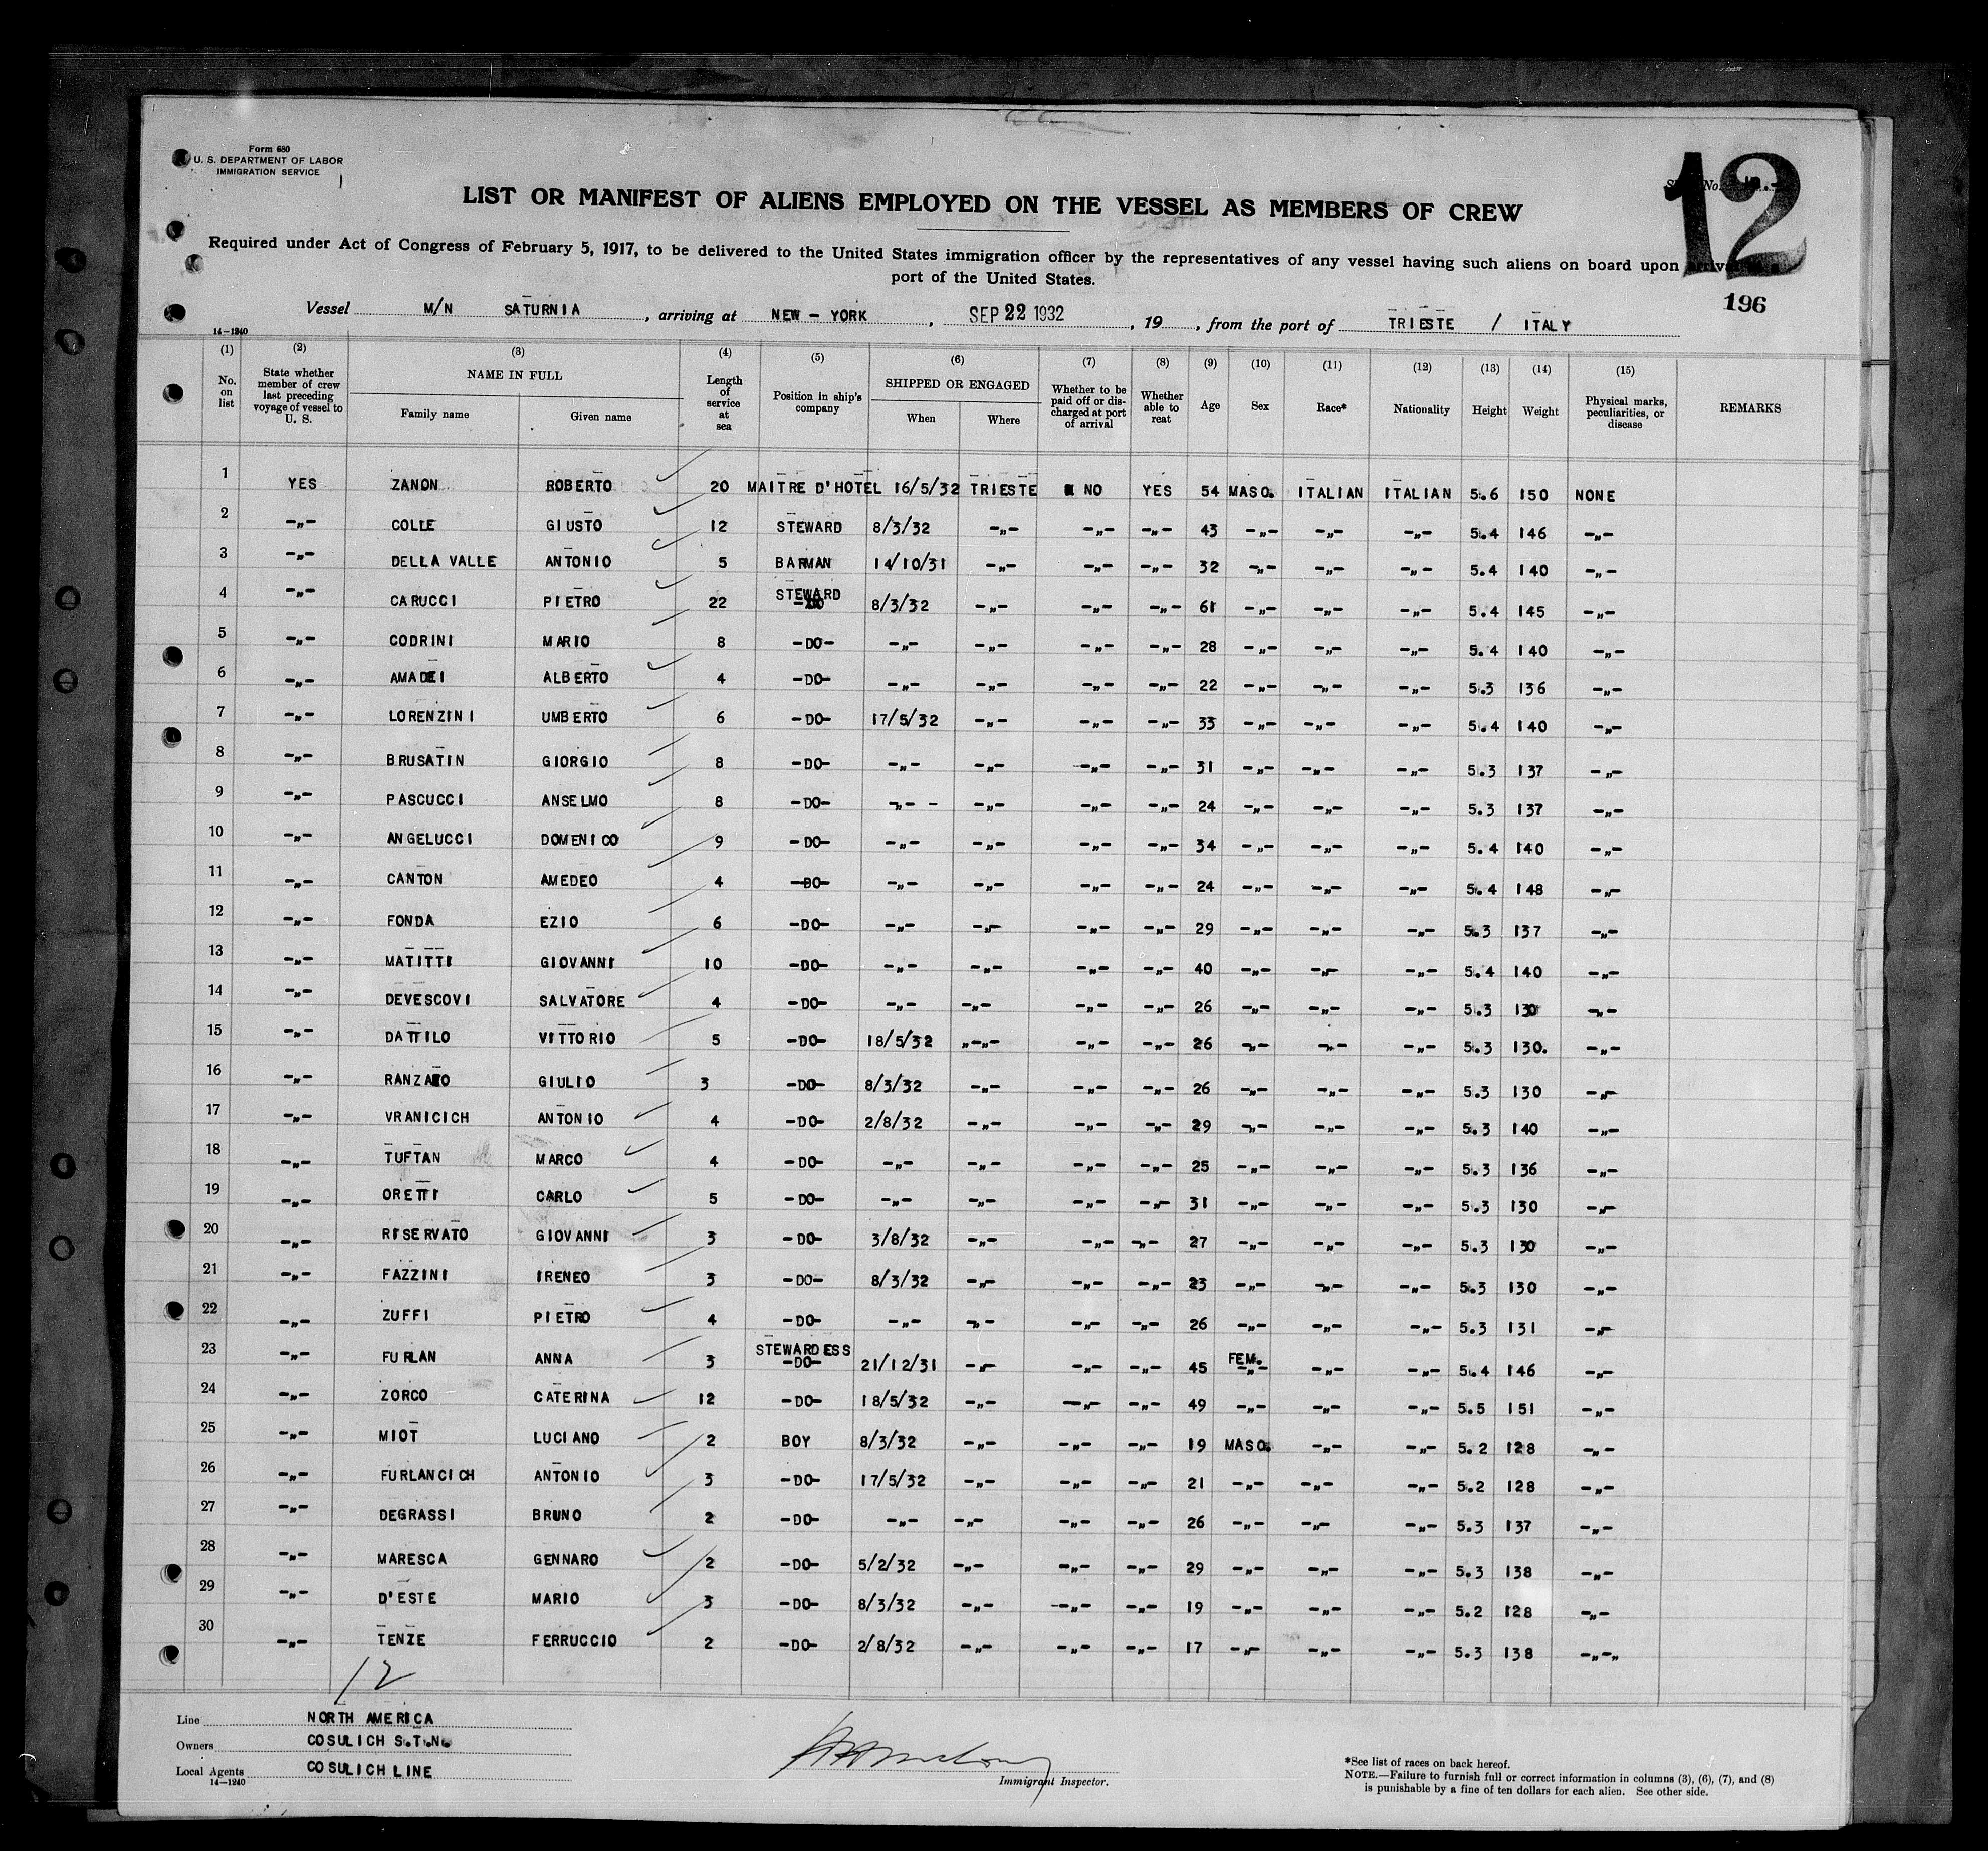 Form 680
U. S. DEPARTMENT OF LABOR
IMMIGRATION SERVICE
12
LIST OR MANIFEST OF ALIENS EMPLOYED ON THE VESSEL AS MEMBERS OF CREW
Required under Act of Congress of February 5, 1917, to be delivered to the United States immigration officer by the representatives of any vessel having such aliens on board upon
port of the United States.
196
Vessel M/N SATURNIA, arriving at NEW - YORK, SEP 22 1932, 19, from the port of TRIESTE / ITALY
14-1240
(1) (2) (3) (4) (5) (6) (7) (8) (9) (10) (11) (12) (13) (14) (15)
No. on list State whether member of crew last preceding voyage of vessel to U. S. NAME IN FULL Family name Given name Length of service at sea Position in ship's company SHIPPED OR ENGAGED When Where Whether to be paid off or discharged at port of arrival Whether able to reat Age Sex Race* Nationality Height Weight Physical marks, peculiarities, or disease REMARKS
1 YES ZANON ROBERTO 20 MAITRE D'HOTEL 16/5/32 TRIESTE NO YES 54 MASO. ITALIAN ITALIAN 5.6 150 NONE
2 -„- COLLE GIUSTO 12 STEWARD 8/3/32 -„- -„- -„- 43 -„- -„- -„- 5.4 146 -„-
3 -„- DELLA VALLE ANTONIO 5 BARMAN 14/10/31 -„- -„- -„- 32 -„- -„- -„- 5.4 140 -„-
4 -„- CARUCCI PIETRO 22 STEWARD 8/3/32 -„- -„- -„- 61 -„- -„- -„- 5.4 145 -„-
5 -„- CODRINI MARIO 8 -DO- -„- -„- -„- -„- 28 -„- -„- -„- 5.4 140 -„-
6 -„- AMADEI ALBERTO 4 -DO- -„- -„- -„- -„- 22 -„- -„- -„- 5.3 136 -„-
7 -„- LORENZINI UMBERTO 6 -DO- 17/5/32 -„- -„- -„- 33 -„- -„- -„- 5.4 140 -„-
8 -„- BRUSATIN GIORGIO 8 -DO- -„- -„- -„- -„- 31 -„- -„- -„- 5.3 137 -„-
9 -„- PASCUCCI ANSELMO 8 -DO- -„- - -„- -„- -„- 24 -„- -„- -„- 5.3 137 -„-
10 -„- ANGELUCCI DOMENICO 9 -DO- -„- -„- -„- -„- 34 -„- -„- -„- 5.4 140 -„-
11 -„- CANTON AMEDEO 4 -DO- -„- -„- -„- -„- 24 -„- -„- -„- 5.4 148 -„-
12 -„- FONDA EZIO 6 -DO- -„- -„- -„- -„- 29 -„- -„- -„- 5.3 137 -„-
13 -„- MATITTI GIOVANNI 10 -DO- -„- -„- -„- -„- 40 -„- -„- -„- 5.4 140 -„-
14 -„- DEVESCOVI SALVATORE 4 -DO- -„- -„- -„- -„- 26 -„- -„- -„- 5.3 130 -„-
15 -„- DATTILO VITTORIO 5 -DO- 18/5/32 „-„- -„- -„- 26 -„- -„- -„- 5.3 130. -„-
16 -„- GIULIO 3 -DO- 8/3/32 -„- -„- -„- 26 -„- -„- -„- 5.3 130 -„-
17 -„- VRANICICH ANTONIO 4 -DO- 2/8/32 -„- -„- -„- 29 -„- -„- -„- 5.3 140 -„-
18 -„- TUFTAN MARCO 4 -DO- -„- -„- -„- -„- 25 -„- -„- -„- 5.3 136 -„-
19 -„- ORETTI CARLO 5 -DO- -„- -„- -„- -„- 31 -„- -„- -„- 5.3 130 -„-
20 -„- RISERVATO GIOVANNI 3 -DO- 3/8/32 -„- -„- -„- 27 -„- -„- -„- 5.3 130 -„-
21 -„- FAZZINI IRENEO 3 -DO- 8/3/32 -„- -„- -„- 23 -„- -„- -„- 5.3 130 -„-
22 -„- ZUFFI PIETRO 4 -DO- -„- -„- -„- -„- 26 -„- -„- -„- 5.3 131 -„-
23 -„- FURLAN ANNA 3 STEWARDESS -DO- 21/12/31 -„- -„- -„- 45 FEM. -„- -„- -„- 5.4 146 -„-
24 -„- ZORCO CATERINA 12 -DO- 18/5/32 -„- -„- -„- 49 -„- -„- -„- 5.5 151 -„-
25 -„- MIOT LUCIANO 2 BOY 8/3/32 -„- -„- -„- 19 MASO. -„- -„- 5.2 128 -„-
26 -„- FURLANCICH ANTONIO 3 -DO- 17/5/32 -„- -„- -„- 21 -„- -„- -„- 5.2 128 -„-
27 -„- DEGRASSI BRUNO 2 -DO- -„- -„- -„- -„- 26 -„- -„- -„- 5.3 137 -„-
28 -„- MARESCA GENNARO 2 -DO- 5/2/32 -„- -„- -„- 29 -„- -„- -„- 5.3 138 -„-
29 -„- D'ESTE MARIO 3 -DO- 8/3/32 -„- -„- -„- 19 -„- -„- -„- 5.2 128 -„-
30 -„- TENZE FERRUCCIO 2 -DO- 2/8/32 -„- -„- -„- 17 -„- -„- -„- 5.3 138 -„-„
12
Line NORTH AMERICA
Owners COSULICH S.T.N.
Local Agents COSULICH LINE
14-1240
Immigrant Inspector.
*See list of races on back hereof.
NOTE.—Failure to furnish full or correct information in columns (3), (6), (7), and (8)
is punishable by a fine of ten dollars for each alien. See other side.